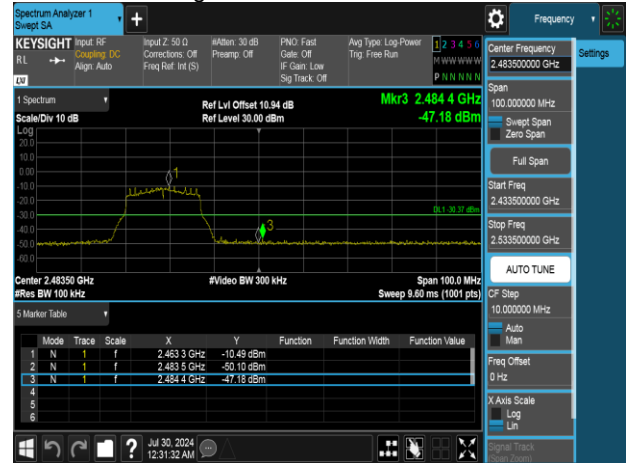 Spectrum Analyzer 1
Swept SA
Frequency
KEYSIGHT Input: RF
RL
Coupling: DC
Align: Auto
Input Z: 50 Ω
Corrections: Off
Freq Ref: Int (S)
#Atten: 30 dB
Preamp: Off
PNO: Fast
Gate: Off
IF Gain: Low
Sig Track: Off
Avg Type: Log-Power
Trig: Free Run
1 2 3 4 5 6
M W W W W W
P N N N N N
1 Spectrum
Scale/Div 10 dB
Ref Lvl Offset 10.94 dB
Ref Level 30.00 dBm
Mkr3 2.484 4 GHz
-47.18 dBm
Log
20.0
10.0
0.00
-10.0
-20.0
-30.0
-40.0
-50.0
-60.0
1
3
DL1 -30.37 dBm
Center 2.48350 GHz
#Res BW 100 kHz
#Video BW 300 kHz
Span 100.0 MHz
Sweep 9.60 ms (1001 pts)
5 Marker Table
Mode Trace Scale X Y Function Function Width Function Value
1 N 1 f 2.463 3 GHz -10.49 dBm
2 N 1 f 2.483 5 GHz -50.10 dBm
3 N 1 f 2.484 4 GHz -47.18 dBm
4
5
6
Jul 30, 2024
12:31:32 AM
Center Frequency
2.483500000 GHz
Settings
Span
100.000000 MHz
Swept Span
Zero Span
Full Span
Start Freq
2.433500000 GHz
Stop Freq
2.533500000 GHz
AUTO TUNE
CF Step
10.000000 MHz
Auto
Man
Freq Offset
0 Hz
X Axis Scale
Log
Lin
Signal Track
(Span Zoom)